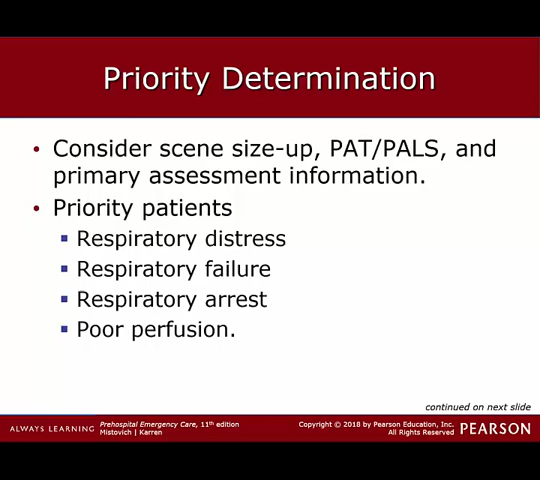 Priority Determination
• Consider scene size-up, PAT/PALS, and
primary assessment information.
• Priority patients
▪ Respiratory distress
▪ Respiratory failure
▪ Respiratory arrest
▪ Poor perfusion.
continued on next slide
ALWAYS LEARNING
Prehospital Emergency Care, 11th edition
Mistovich | Karren
Copyright © 2018 by Pearson Education, Inc.
All Rights Reserved
PEARSON